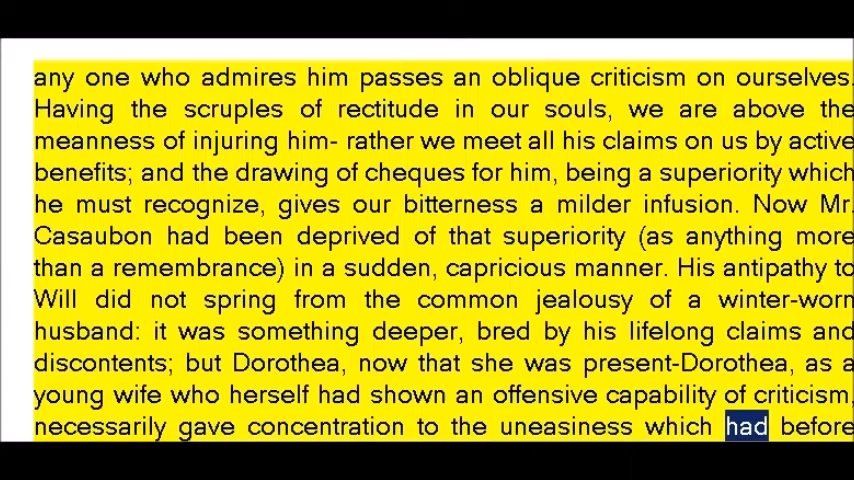 any one who admires him passes an oblique criticism on ourselves.
Having the scruples of rectitude in our souls, we are above the
meanness of injuring him- rather we meet all his claims on us by active
benefits; and the drawing of cheques for him, being a superiority which
he must recognize, gives our bitterness a milder infusion. Now Mr.
Casaubon had been deprived of that superiority (as anything more
than a remembrance) in a sudden, capricious manner. His antipathy to
Will did not spring from the common jealousy of a winter-worn
husband: it was something deeper, bred by his lifelong claims and
discontents; but Dorothea, now that she was present-Dorothea, as a
young wife who herself had shown an offensive capability of criticism,
necessarily gave concentration to the uneasiness which had before